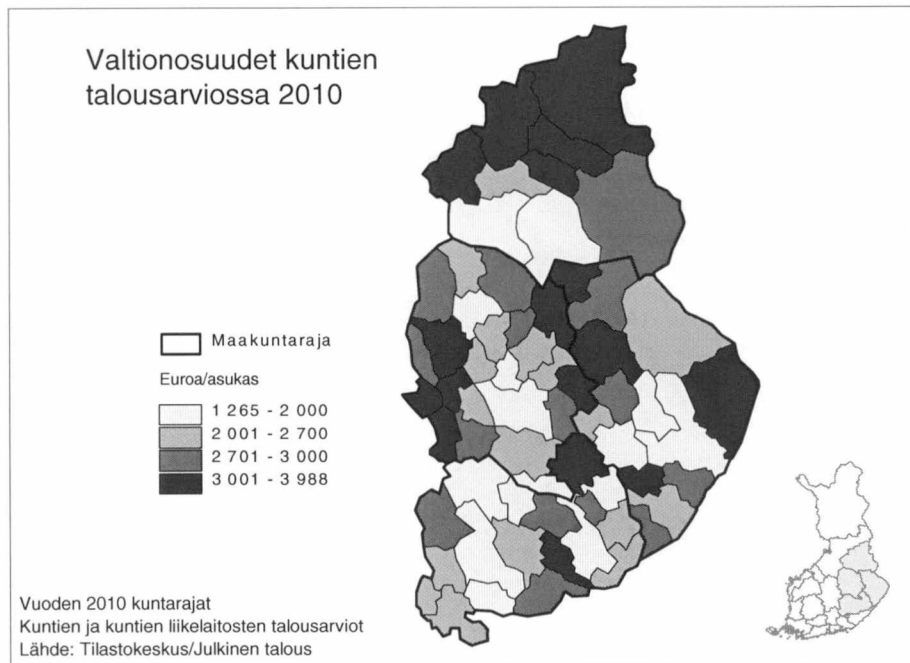 Valtionosuudet kuntien
talousarviossa 2010
Maakuntaraja
Euroa/asukas
1 265 - 2 000
2 001 - 2 700
2 701 - 3 000
3 001 - 3 988
Vuoden 2010 kuntarajat
Kuntien ja kuntien liikelaitosten talousarviot
Lähde: Tilastokeskus/Julkinen talous